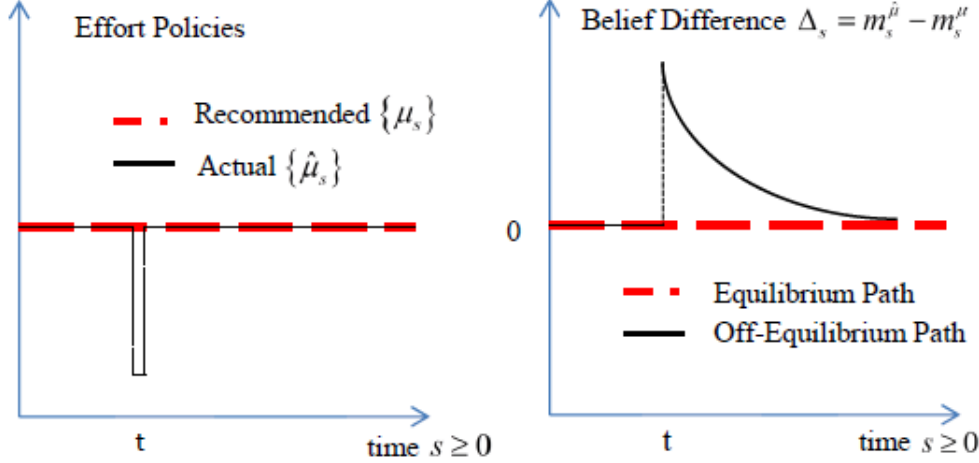 Effort Policies
Recommended {μ_s}
Actual {μ̂_s}
t
time s ≥ 0
Belief Difference Δ_s = m_s^μ̂ − m_s^μ
0
Equilibrium Path
Off-Equilibrium Path
t
time s ≥ 0